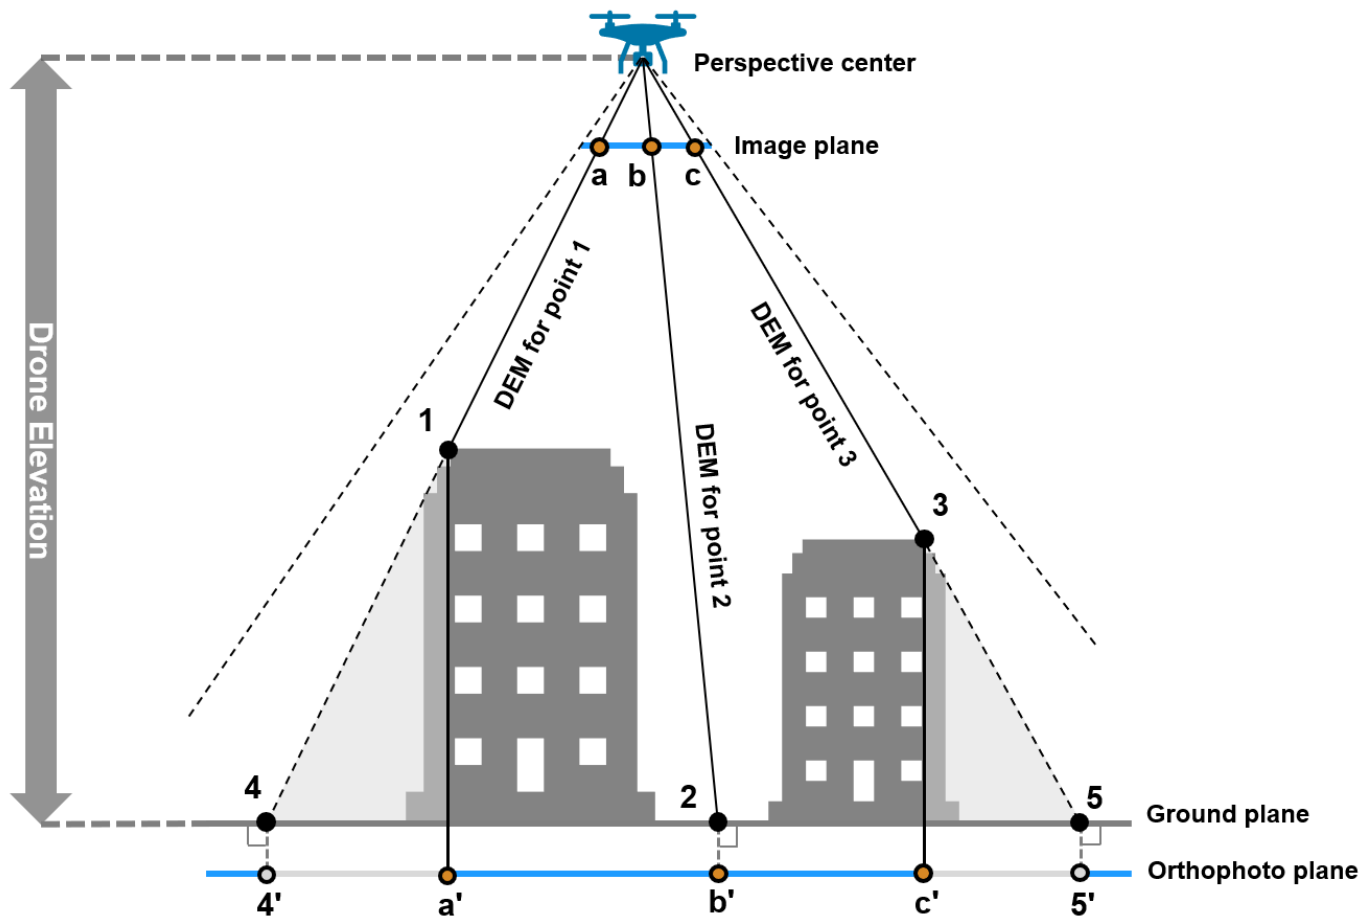 Perspective center
Image plane
a
b
c
DEM for point 1
DEM for point 3
Drone Elevation
1
DEM for point 2
3
4
2
5
Ground plane
Orthophoto plane
4'
a'
b'
c'
5'